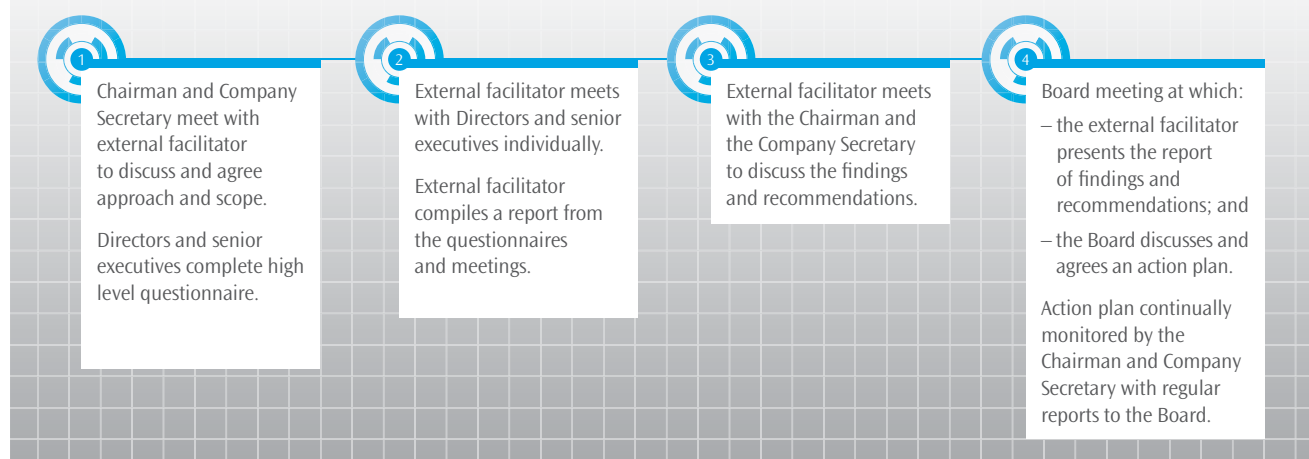 1
Chairman and Company
Secretary meet with
external facilitator
to discuss and agree
approach and scope.
Directors and senior
executives complete high
level questionnaire.
2
External facilitator meets
with Directors and senior
executives individually.
External facilitator
compiles a report from
the questionnaires
and meetings.
3
External facilitator meets
with the Chairman and
the Company Secretary
to discuss the findings
and recommendations.
4
Board meeting at which:
– the external facilitator
presents the report
of findings and
recommendations; and
– the Board discusses and
agrees an action plan.
Action plan continually
monitored by the
Chairman and Company
Secretary with regular
reports to the Board.